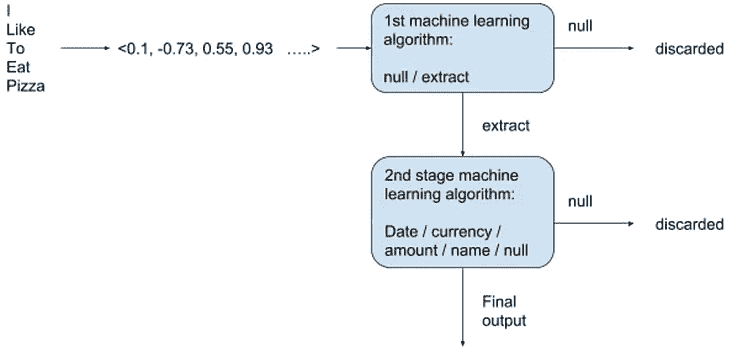 I
Like
To
Eat
Pizza
<0.1, -0.73, 0.55, 0.93 .....>
1st machine learning
algorithm:
null / extract
null
discarded
extract
2nd stage machine
learning algorithm:
Date / currency /
amount / name / null
null
discarded
Final
output